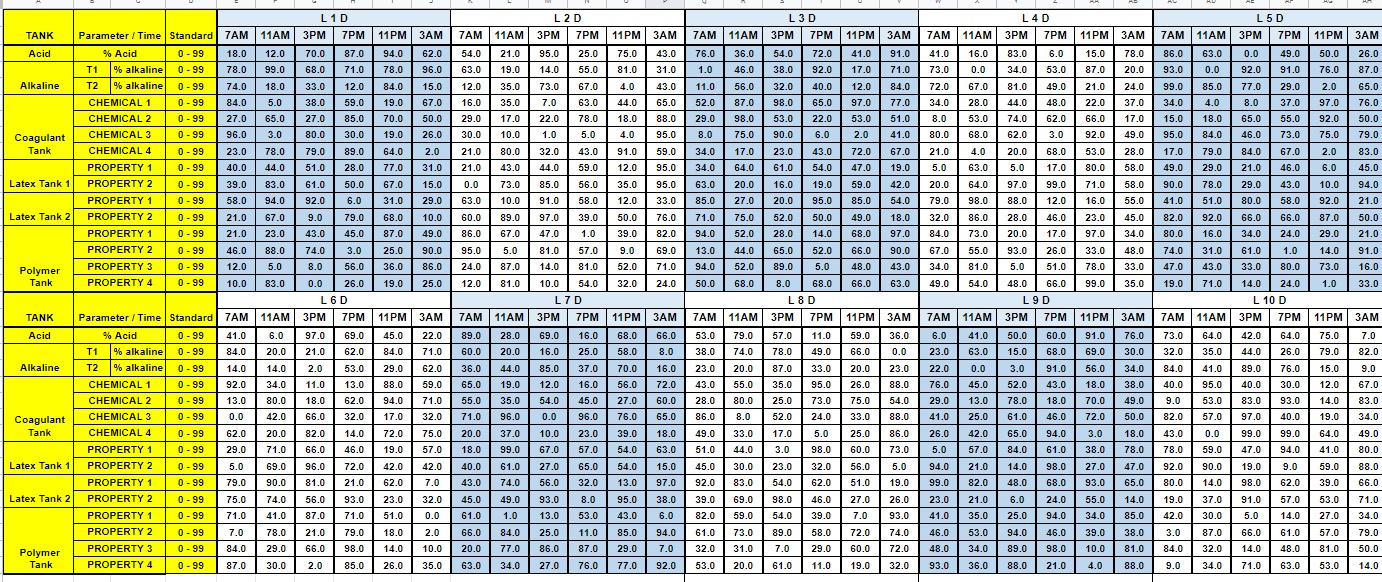 L 1 D L 2 D L 3 D L 4 D L 5 D
TANK Parameter / Time Standard 7AM 11AM 3PM 7PM 11PM 3AM 7AM 11AM 3PM 7PM 11PM 3AM 7AM 11AM 3PM 7PM 11PM 3AM 7AM 11AM 3PM 7PM 11PM 3AM 7AM 11AM 3PM 7PM 11PM 3AM
Acid % Acid 0 - 99 18.0 12.0 70.0 87.0 94.0 62.0 54.0 21.0 95.0 25.0 75.0 43.0 76.0 36.0 54.0 72.0 41.0 91.0 41.0 16.0 83.0 6.0 15.0 78.0 86.0 63.0 0.0 49.0 50.0 26.0
T1 % alkaline 0 - 99 78.0 99.0 68.0 71.0 78.0 96.0 63.0 19.0 14.0 55.0 81.0 31.0 1.0 46.0 38.0 92.0 17.0 71.0 73.0 0.0 34.0 53.0 87.0 20.0 93.0 0.0 92.0 91.0 76.0 87.0
Alkaline T2 % alkaline 0 - 99 74.0 18.0 33.0 12.0 84.0 15.0 12.0 35.0 73.0 67.0 4.0 43.0 11.0 56.0 32.0 40.0 12.0 84.0 72.0 67.0 81.0 49.0 21.0 24.0 99.0 85.0 77.0 29.0 2.0 65.0
CHEMICAL 1 0 - 99 84.0 5.0 38.0 59.0 19.0 67.0 16.0 35.0 7.0 63.0 44.0 65.0 52.0 87.0 98.0 65.0 97.0 77.0 34.0 28.0 44.0 48.0 22.0 37.0 34.0 4.0 8.0 37.0 97.0 76.0
CHEMICAL 2 0 - 99 27.0 65.0 27.0 85.0 70.0 50.0 29.0 17.0 22.0 78.0 18.0 88.0 29.0 98.0 53.0 22.0 53.0 51.0 8.0 53.0 74.0 62.0 66.0 17.0 15.0 18.0 65.0 55.0 92.0 50.0
Coagulant Tank CHEMICAL 3 0 - 99 96.0 3.0 80.0 30.0 19.0 26.0 30.0 10.0 1.0 5.0 4.0 95.0 8.0 75.0 90.0 6.0 2.0 41.0 80.0 68.0 62.0 3.0 92.0 49.0 95.0 84.0 46.0 73.0 75.0 79.0
CHEMICAL 4 0 - 99 23.0 78.0 79.0 89.0 64.0 2.0 21.0 80.0 32.0 43.0 91.0 59.0 34.0 17.0 23.0 43.0 72.0 67.0 21.0 4.0 20.0 68.0 53.0 28.0 17.0 79.0 84.0 67.0 2.0 83.0
PROPERTY 1 0 - 99 40.0 44.0 51.0 28.0 77.0 31.0 21.0 43.0 44.0 59.0 12.0 95.0 34.0 64.0 61.0 54.0 47.0 19.0 5.0 63.0 5.0 17.0 80.0 58.0 49.0 29.0 21.0 46.0 6.0 45.0
Latex Tank 1 PROPERTY 2 0 - 99 39.0 83.0 61.0 50.0 67.0 15.0 0.0 73.0 85.0 56.0 35.0 95.0 63.0 20.0 16.0 19.0 59.0 42.0 20.0 64.0 97.0 99.0 71.0 58.0 90.0 78.0 29.0 43.0 10.0 94.0
PROPERTY 1 0 - 99 58.0 94.0 92.0 6.0 31.0 29.0 63.0 10.0 91.0 58.0 12.0 33.0 85.0 27.0 20.0 95.0 85.0 54.0 79.0 98.0 88.0 12.0 16.0 55.0 41.0 51.0 80.0 58.0 92.0 21.0
Latex Tank 2 PROPERTY 2 0 - 99 21.0 67.0 9.0 79.0 68.0 10.0 60.0 89.0 97.0 39.0 50.0 76.0 71.0 75.0 52.0 50.0 49.0 18.0 32.0 86.0 28.0 46.0 23.0 45.0 82.0 92.0 66.0 66.0 87.0 50.0
PROPERTY 1 0 - 99 21.0 23.0 43.0 45.0 87.0 49.0 86.0 67.0 47.0 1.0 39.0 82.0 94.0 52.0 28.0 14.0 68.0 97.0 84.0 73.0 20.0 17.0 97.0 34.0 80.0 16.0 34.0 24.0 29.0 21.0
PROPERTY 2 0 - 99 46.0 88.0 74.0 3.0 25.0 90.0 95.0 5.0 81.0 57.0 9.0 69.0 13.0 44.0 65.0 52.0 66.0 90.0 67.0 55.0 93.0 26.0 33.0 48.0 74.0 31.0 61.0 1.0 14.0 91.0
Polymer Tank PROPERTY 3 0 - 99 12.0 5.0 8.0 56.0 36.0 86.0 24.0 87.0 14.0 81.0 52.0 71.0 94.0 52.0 89.0 5.0 48.0 43.0 34.0 81.0 5.0 51.0 78.0 33.0 47.0 43.0 33.0 80.0 73.0 16.0
PROPERTY 4 0 - 99 10.0 83.0 0.0 26.0 19.0 25.0 12.0 81.0 10.0 54.0 32.0 24.0 50.0 68.0 8.0 68.0 66.0 63.0 49.0 54.0 48.0 66.0 99.0 35.0 19.0 71.0 14.0 24.0 1.0 33.0
L 6 D L 7 D L 8 D L 9 D L 10 D
TANK Parameter / Time Standard 7AM 11AM 3PM 7PM 11PM 3AM 7AM 11AM 3PM 7PM 11PM 3AM 7AM 11AM 3PM 7PM 11PM 3AM 7AM 11AM 3PM 7PM 11PM 3AM 7AM 11AM 3PM 7PM 11PM 3AM
Acid % Acid 0 - 99 41.0 6.0 97.0 69.0 45.0 22.0 89.0 28.0 69.0 16.0 68.0 66.0 53.0 79.0 57.0 11.0 59.0 36.0 6.0 41.0 50.0 60.0 91.0 76.0 73.0 64.0 42.0 64.0 75.0 7.0
T1 % alkaline 0 - 99 84.0 20.0 21.0 62.0 84.0 71.0 60.0 20.0 16.0 25.0 58.0 8.0 38.0 74.0 78.0 49.0 66.0 0.0 23.0 63.0 15.0 68.0 69.0 30.0 32.0 35.0 44.0 26.0 79.0 82.0
Alkaline T2 % alkaline 0 - 99 14.0 14.0 2.0 53.0 29.0 62.0 36.0 44.0 85.0 37.0 70.0 16.0 23.0 20.0 87.0 33.0 20.0 23.0 22.0 0.0 3.0 91.0 56.0 34.0 84.0 41.0 89.0 76.0 15.0 9.0
CHEMICAL 1 0 - 99 92.0 34.0 11.0 13.0 88.0 59.0 65.0 19.0 12.0 16.0 56.0 72.0 43.0 55.0 35.0 95.0 26.0 88.0 76.0 45.0 52.0 43.0 18.0 38.0 40.0 95.0 40.0 30.0 12.0 67.0
CHEMICAL 2 0 - 99 13.0 80.0 18.0 62.0 94.0 71.0 55.0 35.0 54.0 45.0 27.0 60.0 28.0 80.0 25.0 73.0 75.0 54.0 29.0 13.0 78.0 18.0 70.0 49.0 9.0 53.0 83.0 93.0 14.0 83.0
Coagulant Tank CHEMICAL 3 0 - 99 0.0 42.0 66.0 32.0 17.0 32.0 71.0 96.0 0.0 96.0 76.0 65.0 86.0 8.0 52.0 24.0 33.0 88.0 41.0 25.0 61.0 46.0 72.0 50.0 82.0 57.0 97.0 40.0 19.0 34.0
CHEMICAL 4 0 - 99 62.0 20.0 82.0 14.0 72.0 75.0 20.0 37.0 10.0 23.0 39.0 18.0 49.0 33.0 17.0 5.0 25.0 86.0 26.0 42.0 65.0 94.0 3.0 18.0 43.0 0.0 99.0 99.0 64.0 49.0
PROPERTY 1 0 - 99 29.0 71.0 66.0 46.0 19.0 57.0 18.0 99.0 67.0 57.0 54.0 63.0 51.0 44.0 3.0 98.0 60.0 73.0 5.0 57.0 84.0 61.0 38.0 78.0 78.0 59.0 47.0 94.0 41.0 80.0
Latex Tank 1 PROPERTY 2 0 - 99 5.0 69.0 96.0 72.0 42.0 42.0 40.0 61.0 27.0 65.0 54.0 15.0 45.0 30.0 23.0 32.0 56.0 5.0 94.0 21.0 14.0 98.0 27.0 47.0 92.0 90.0 19.0 9.0 59.0 88.0
PROPERTY 1 0 - 99 79.0 90.0 81.0 21.0 62.0 7.0 43.0 74.0 56.0 32.0 13.0 97.0 92.0 83.0 54.0 62.0 51.0 19.0 99.0 82.0 48.0 68.0 93.0 65.0 80.0 14.0 98.0 62.0 39.0 66.0
Latex Tank 2 PROPERTY 2 0 - 99 75.0 74.0 56.0 93.0 23.0 32.0 45.0 49.0 93.0 8.0 95.0 38.0 39.0 69.0 98.0 46.0 27.0 26.0 23.0 21.0 6.0 24.0 55.0 14.0 19.0 37.0 91.0 57.0 53.0 71.0
PROPERTY 1 0 - 99 71.0 41.0 87.0 71.0 51.0 0.0 61.0 1.0 13.0 53.0 43.0 6.0 82.0 59.0 54.0 39.0 7.0 93.0 41.0 35.0 25.0 94.0 34.0 85.0 42.0 30.0 5.0 14.0 27.0 34.0
PROPERTY 2 0 - 99 7.0 78.0 21.0 79.0 18.0 2.0 66.0 84.0 25.0 11.0 85.0 94.0 61.0 73.0 89.0 58.0 72.0 74.0 46.0 53.0 94.0 46.0 39.0 38.0 3.0 87.0 66.0 61.0 57.0 79.0
Polymer Tank PROPERTY 3 0 - 99 84.0 29.0 66.0 98.0 14.0 10.0 20.0 77.0 86.0 87.0 29.0 7.0 32.0 31.0 7.0 29.0 60.0 72.0 48.0 34.0 89.0 98.0 10.0 81.0 84.0 32.0 14.0 48.0 81.0 50.0
PROPERTY 4 0 - 99 87.0 30.0 2.0 85.0 26.0 35.0 63.0 34.0 27.0 76.0 77.0 92.0 53.0 20.0 61.0 11.0 19.0 32.0 93.0 36.0 88.0 21.0 4.0 88.0 9.0 34.0 71.0 63.0 53.0 14.0